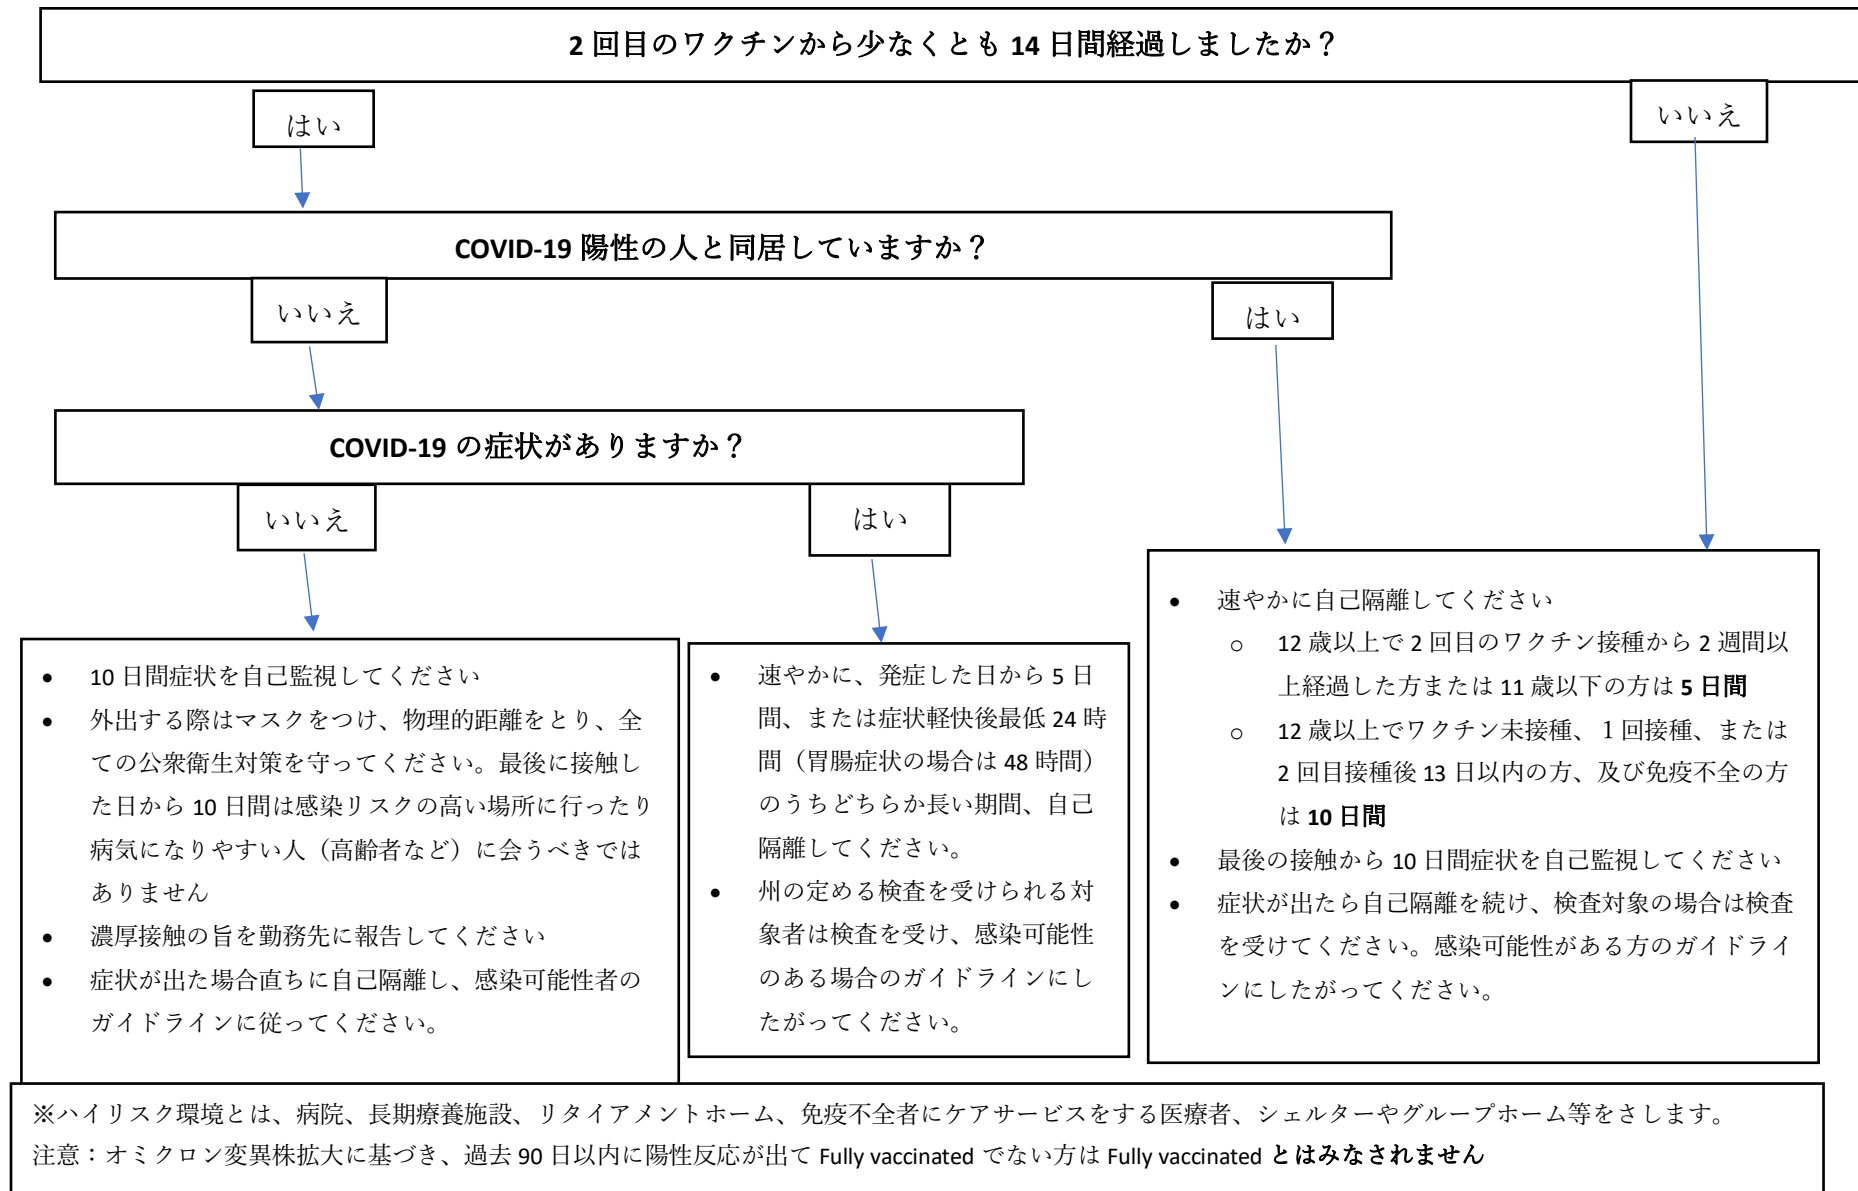 2 回目のワクチンから少なくとも 14 日間経過しましたか？
はい
いいえ
COVID-19 陽性の人と同居していますか？
いいえ
はい
COVID-19 の症状がありますか？
いいえ
はい
• 10 日間症状を自己監視してください
• 外出する際はマスクをつけ、物理的距離をとり、全
ての公衆衛生対策を守ってください。最後に接触し
た日から 10 日間は感染リスクの高い場所に行ったり
病気になりやすい人（高齢者など）に会うべきでは
ありません
• 濃厚接触の旨を勤務先に報告してください
• 症状が出た場合直ちに自己隔離し、感染可能性者の
ガイドラインに従ってください。
• 速やかに、発症した日から 5 日
間、または症状軽快後最低 24 時
間（胃腸症状の場合は 48 時間）
のうちどちらか長い期間、自己
隔離してください。
• 州の定める検査を受けられる対
象者は検査を受け、感染可能性
のある場合のガイドラインにし
たがってください。
• 速やかに自己隔離してください
o 12 歳以上で 2 回目のワクチン接種から 2 週間以
上経過した方または 11 歳以下の方は 5 日間
o 12 歳以上でワクチン未接種、１回接種、または
2 回目接種後 13 日以内の方、及び免疫不全の方
は 10 日間
• 最後の接触から 10 日間症状を自己監視してください
• 症状が出たら自己隔離を続け、検査対象の場合は検査
を受けてください。感染可能性がある方のガイドライ
ンにしたがってください。
※ハイリスク環境とは、病院、長期療養施設、リタイアメントホーム、免疫不全者にケアサービスをする医療者、シェルターやグループホーム等をさします。
注意：オミクロン変異株拡大に基づき、過去 90 日以内に陽性反応が出て Fully vaccinated でない方は Fully vaccinated とはみなされません